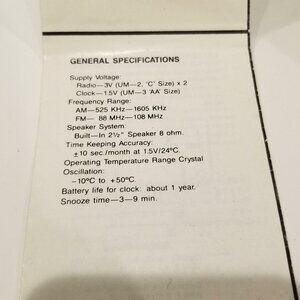 GENERAL SPECIFICATIONS
Supply Voltage:
Radio—3V (UM—2, 'C' Size) x 2
Clock—1.5V (UM—3 'AA' Size)
Frequency Range:
AM—525 KHz—1605 KHz
FM— 88 MHz—108 MHz
Speaker System:
Built—In 2½" Speaker 8 ohm.
Time Keeping Accuracy:
±10 sec./month at 1.5V/24°C.
Operating Temperature Range Crystal
Oscillation:
–10°C to +50°C.
Battery life for clock: about 1 year.
Snooze time—3—9 min.